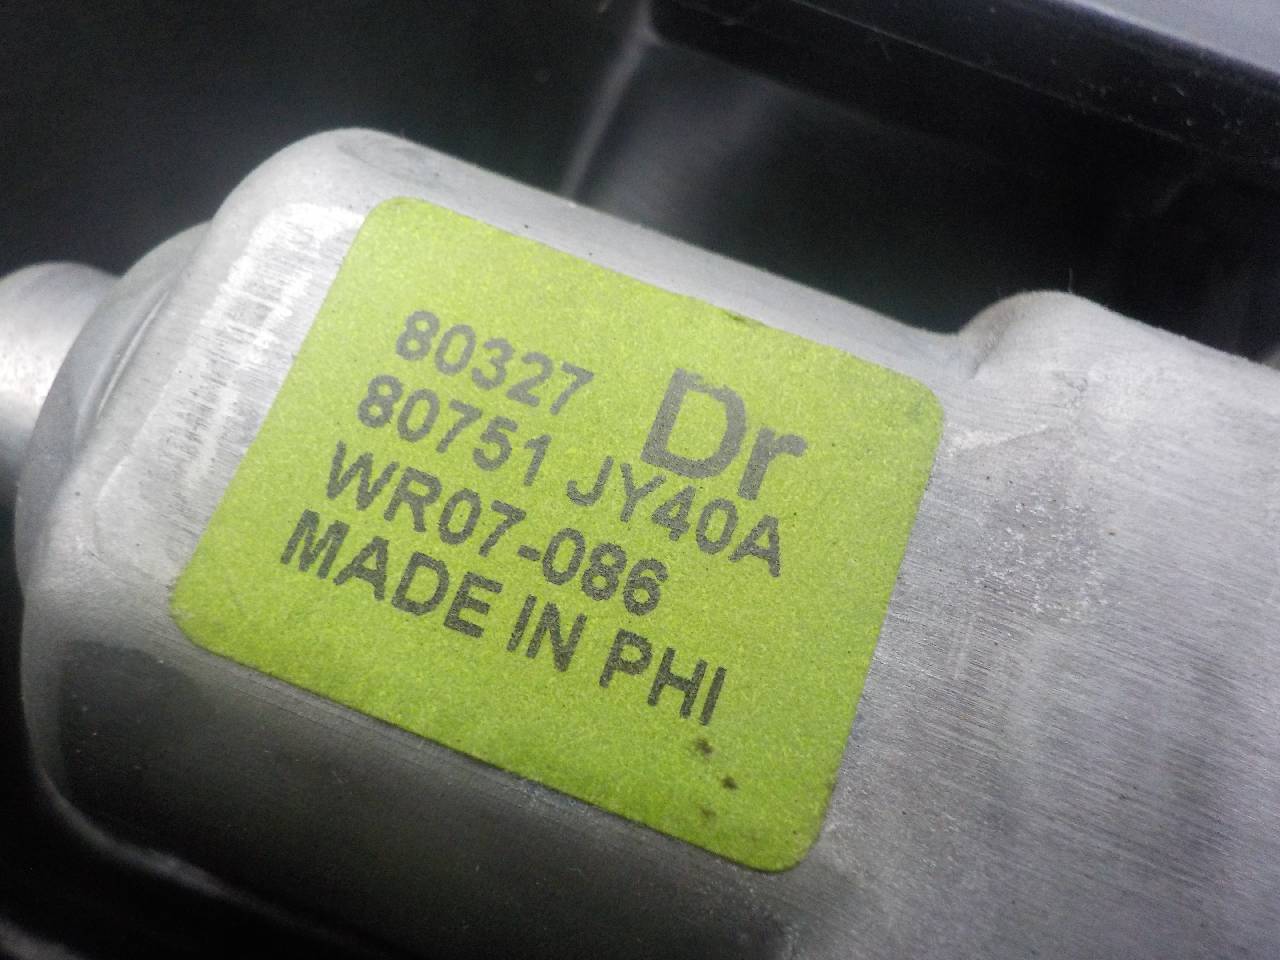 80327 Dr
80751 JY40A
WR07-086
MADE IN PHI